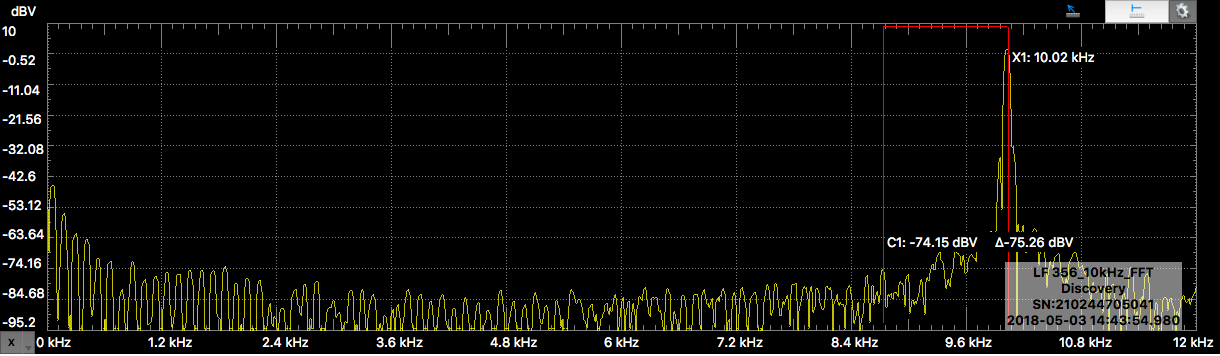 dBV
10
-0.52
X1: 10.02 kHz
-11.04
-21.56
-32.08
-42.6
-53.12
-63.64
C1: -74.15 dBV Δ-75.26 dBV
-74.16
LF 356_10kHz_FFT
Discovery
-84.68
SN:210244705041
2018-05-03 14:43:54.980
-95.2
X 0 kHz 1.2 kHz 2.4 kHz 3.6 kHz 4.8 kHz 6 kHz 7.2 kHz 8.4 kHz 9.6 kHz 10.8 kHz 12 kHz